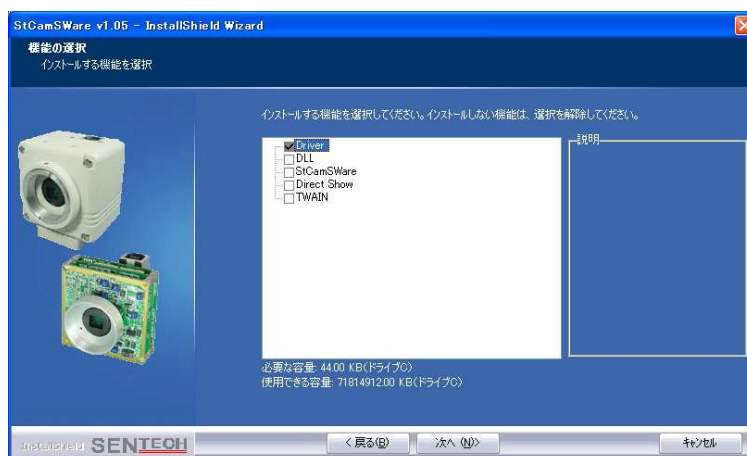 StCamSWare v1.05 - InstallShield Wizard
機能の選択
インストールする機能を選択
インストールする機能を選択してください。インストールしない機能は、選択を解除してください。
Driver
DLL
StCamSWare
Direct Show
TWAIN
説明
必要な容量: 44.00 KB(ドライブC)
使用できる容量: 71814912.00 KB(ドライブC)
InstallShield
SENTECH
< 戻る(B)
次へ (N)>
キャンセル